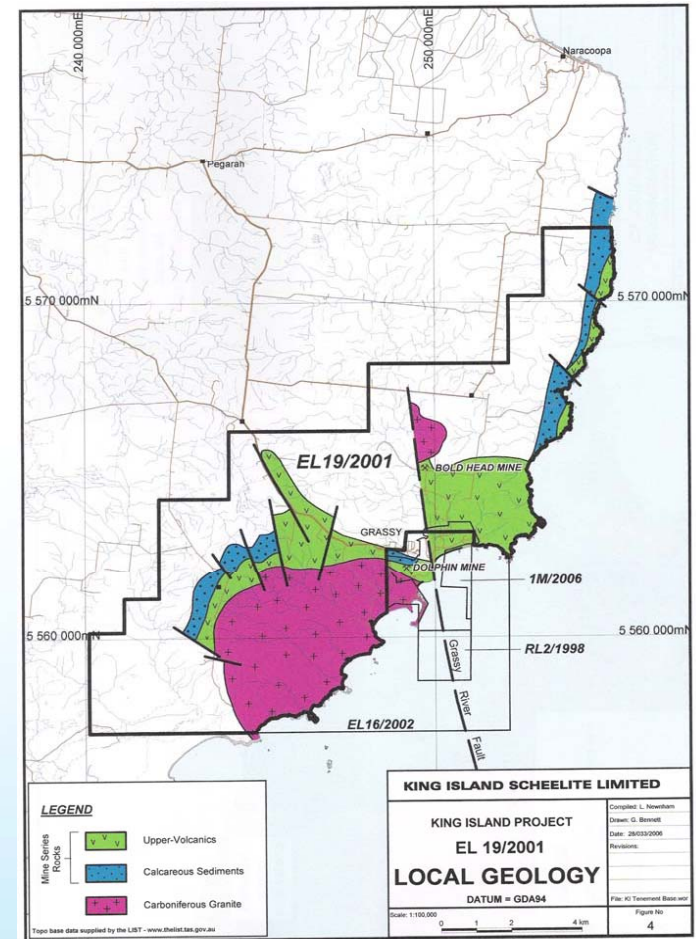 240 000mE
250 000mE
Naracoopa
Pegarah
5 570 000mN
5 570 000mN
EL19/2001
BOLD HEAD MINE
GRASSY
DOLPHIN MINE
1M/2006
5 560 000mN
5 560 000mN
RL2/1998
Grassy
River
Fault
EL16/2002
LEGEND
Mine Series
Rocks
Upper-Volcanics
Calcareous Sediments
Carboniferous Granite
Topo base data supplied by the LIST - www.thelist.tas.gov.au
KING ISLAND SCHEELITE LIMITED
KING ISLAND PROJECT
EL 19/2001
LOCAL GEOLOGY
DATUM = GDA94
Scale: 1:100,000
0 1 2 4 km
Compiled: L. Newnham
Drawn: G. Bennett
Date: 28/033/2006
Revisions:
File: KI Tenement Base.wor
Figure No
4